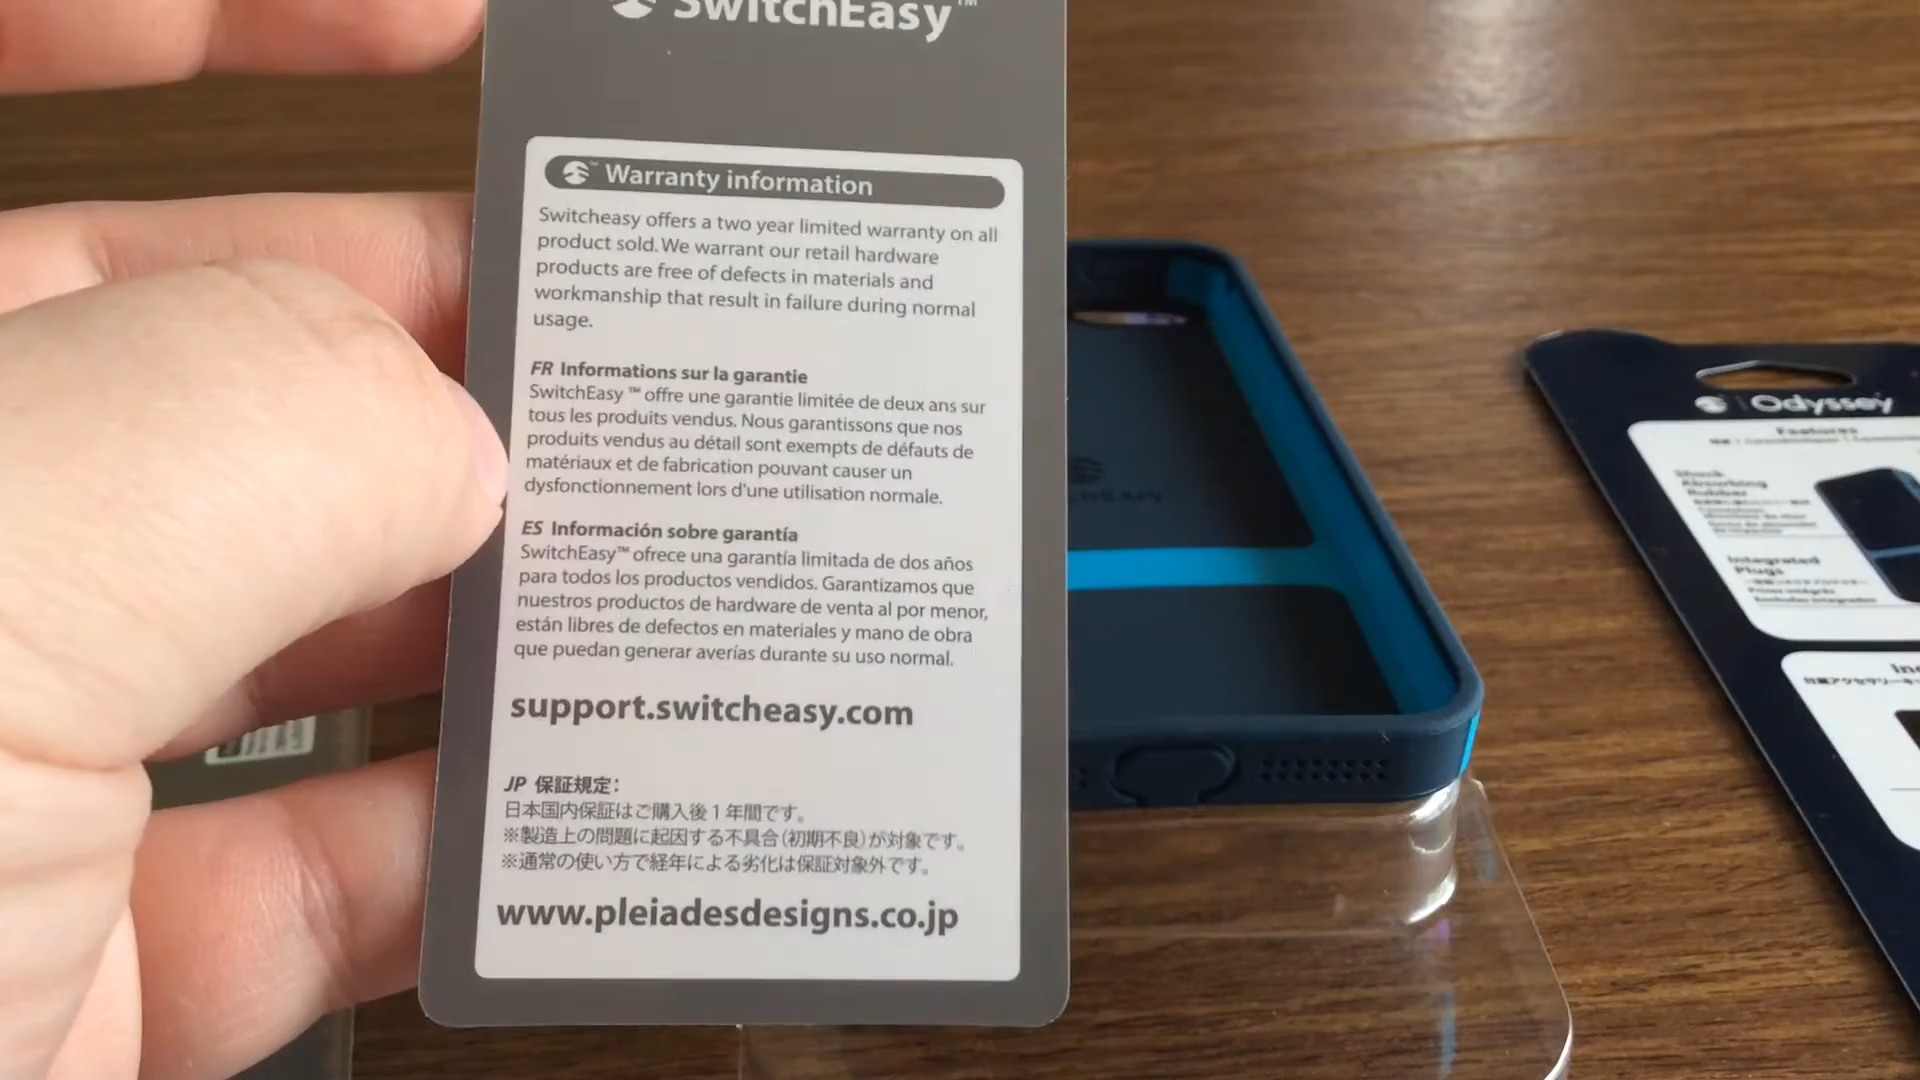 SwitchEasy™
Warranty information
Switcheasy offers a two year limited warranty on all
product sold. We warrant our retail hardware
products are free of defects in materials and
workmanship that result in failure during normal
usage.
FR Informations sur la garantie
SwitchEasy ™ offre une garantie limitée de deux ans sur
tous les produits vendus. Nous garantissons que nos
produits vendus au détail sont exempts de défauts de
matériaux et de fabrication pouvant causer un
dysfonctionnement lors d'une utilisation normale.
ES Información sobre garantía
SwitchEasy™ ofrece una garantía limitada de dos años
para todos los productos vendidos. Garantizamos que
nuestros productos de hardware de venta al por menor,
están libres de defectos en materiales y mano de obra
que puedan generar averías durante su uso normal.
support.switcheasy.com
JP 保証規定：
日本国内保証はご購入後1年間です。
※製造上の問題に起因する不具合（初期不良）が対象です。
※通常の使い方で経年による劣化は保証対象外です。
www.pleiadesdesigns.co.jp
Odyssey
Features
Shock
Absorbing
Rubber
Integrated
Plugs